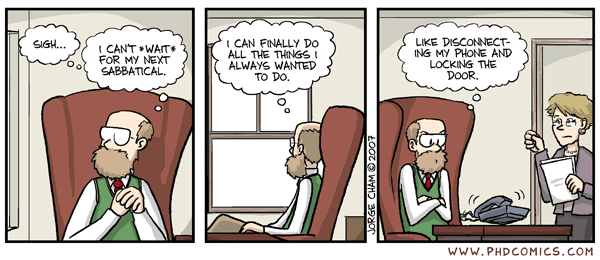 SIGH...
I CAN'T *WAIT*
FOR MY NEXT
SABBATICAL.
I CAN FINALLY DO
ALL THE THINGS I
ALWAYS WANTED
TO DO.
LIKE DISCONNECT-
ING MY PHONE AND
LOCKING THE
DOOR.
JORGE CHAM © 2007
WWW.PHDCOMICS.COM